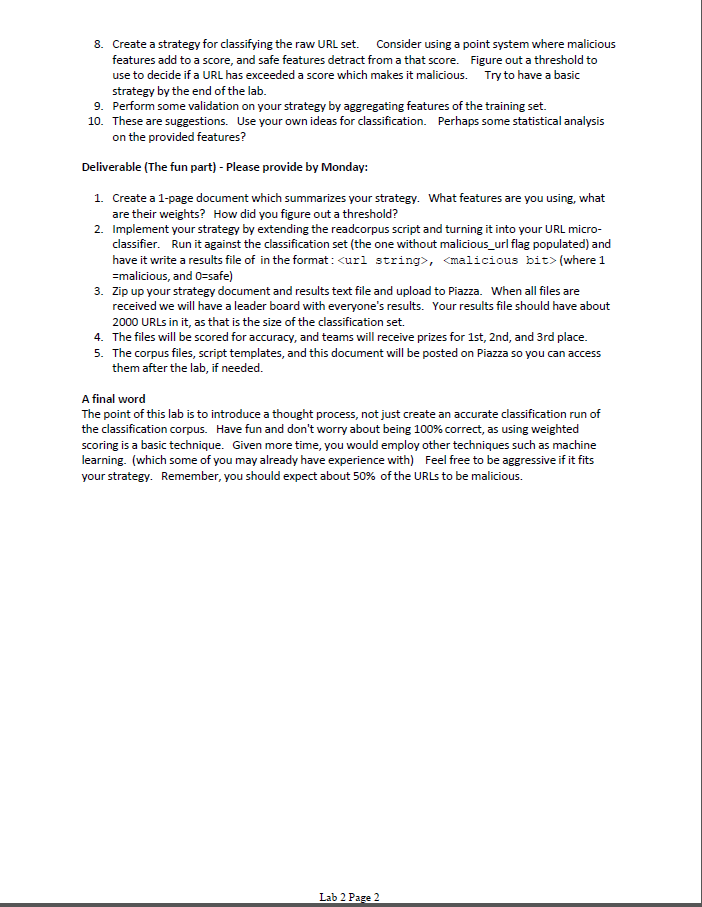 8. Create a strategy for classifying the raw URL set. Consider using a point system where malicious
features add to a score, and safe features detract from a that score. Figure out a threshold to
use to decide if a URL has exceeded a score which makes it malicious. Try to have a basic
strategy by the end of the lab.
9. Perform some validation on your strategy by aggregating features of the training set.
10. These are suggestions. Use your own ideas for classification. Perhaps some statistical analysis
on the provided features?
Deliverable (The fun part) - Please provide by Monday:
1. Create a 1-page document which summarizes your strategy. What features are you using, what
are their weights? How did you figure out a threshold?
2. Implement your strategy by extending the readcorpus script and turning it into your URL micro-
classifier. Run it against the classification set (the one without malicious_url flag populated) and
have it write a results file of in the format : <url string>, <malicious bit> (where 1
=malicious, and 0=safe)
3. Zip up your strategy document and results text file and upload to Piazza. When all files are
received we will have a leader board with everyone's results. Your results file should have about
2000 URLs in it, as that is the size of the classification set.
4. The files will be scored for accuracy, and teams will receive prizes for 1st, 2nd, and 3rd place.
5. The corpus files, script templates, and this document will be posted on Piazza so you can access
them after the lab, if needed.
A final word
The point of this lab is to introduce a thought process, not just create an accurate classification run of
the classification corpus. Have fun and don't worry about being 100% correct, as using weighted
scoring is a basic technique. Given more time, you would employ other techniques such as machine
learning. (which some of you may already have experience with) Feel free to be aggressive if it fits
your strategy. Remember, you should expect about 50% of the URLs to be malicious.
Lab 2 Page 2